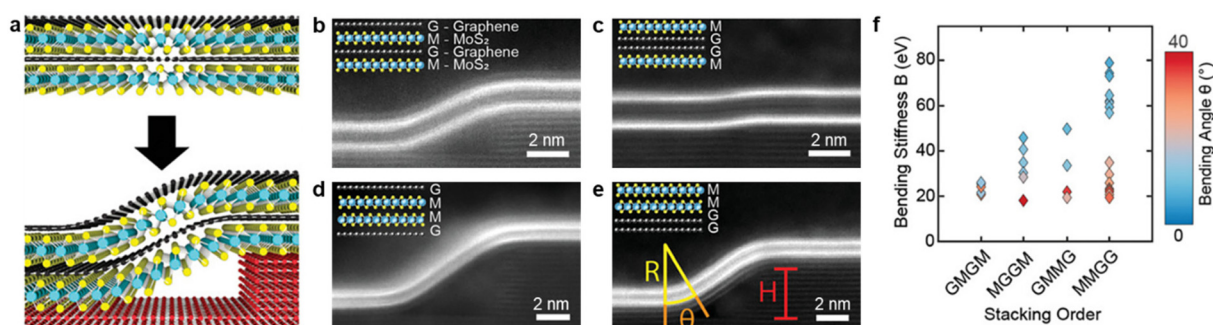 a
b
G - Graphene
M - MoS₂
G - Graphene
M - MoS₂
2 nm
c
M
G
G
M
2 nm
d
G
M
M
G
2 nm
e
M
M
G
G
R
θ
H
2 nm
f
Bending Stiffness B (eV)
80
60
40
20
0
GMGM
MGGM
GMMG
MMGG
Stacking Order
40
0
Bending Angle θ (°)